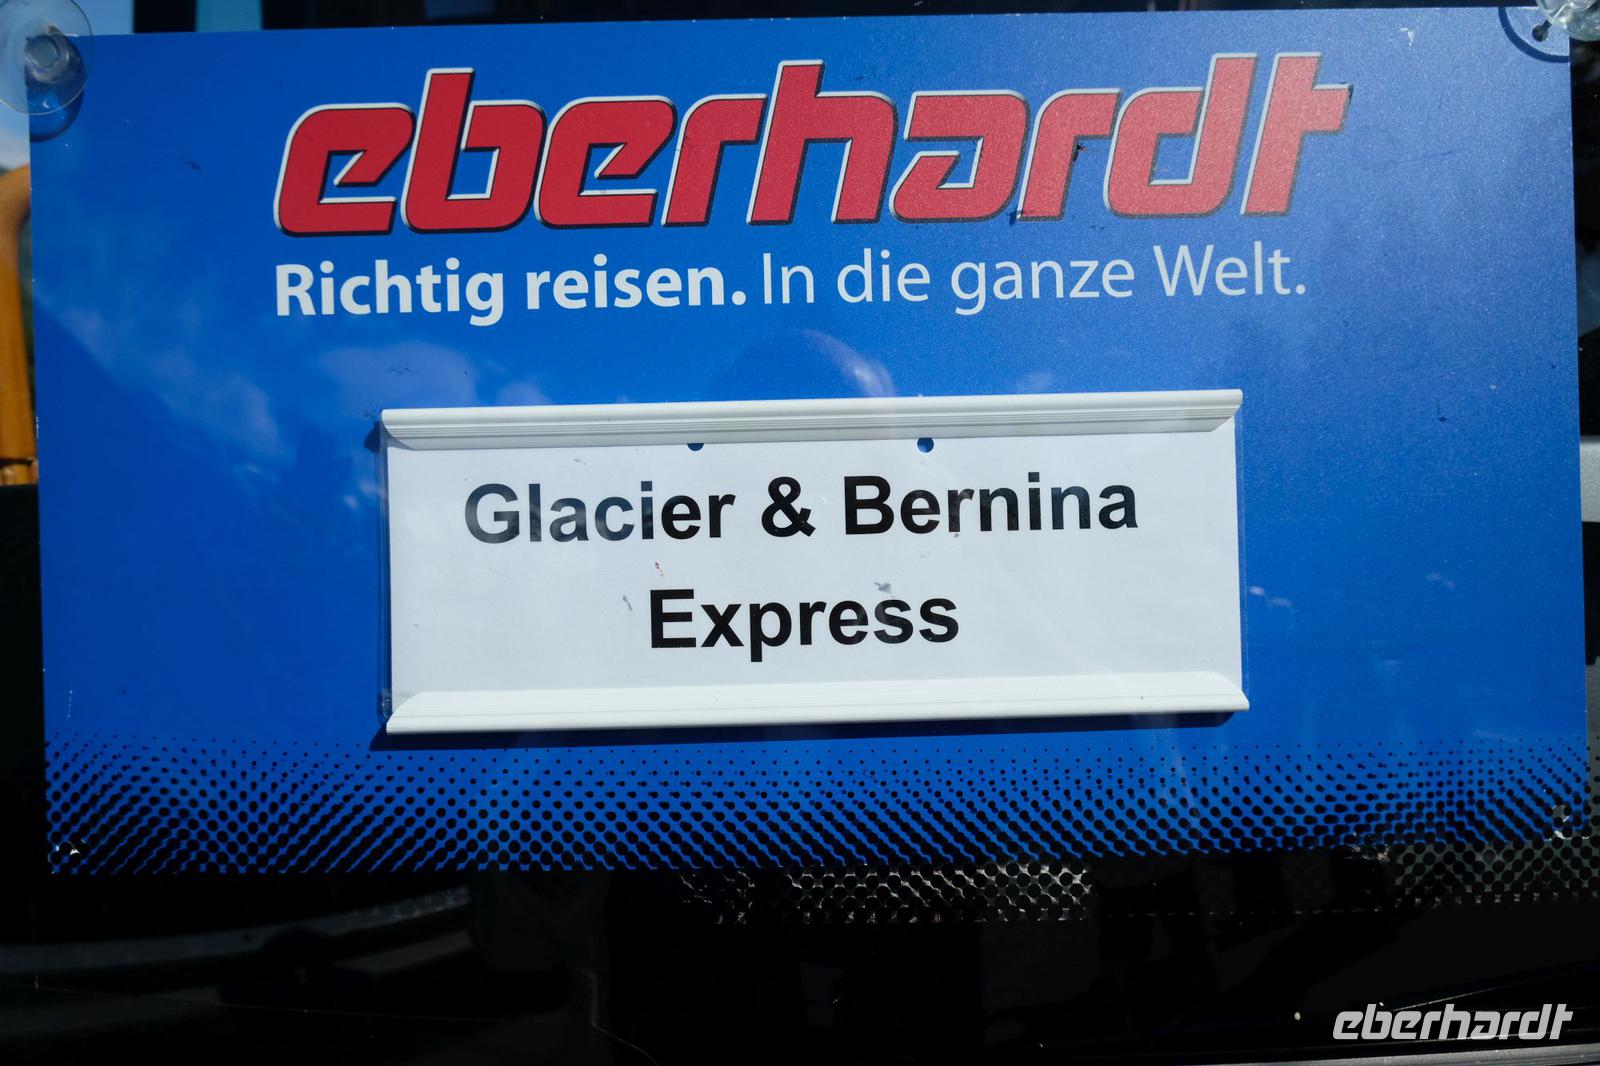 eberhardt
Richtig reisen. In die ganze Welt.
Glacier & Bernina
Express
eberhardt